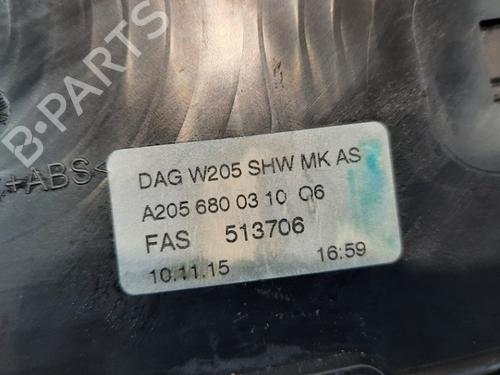 B-PARTS
+ABS<
DAG W205 SHW MK AS
A205 680 03 10 Q6
FAS 513706
10.11.15 16:59